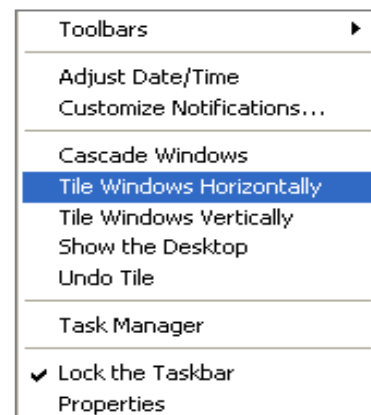 Toolbars
Adjust Date/Time
Customize Notifications...
Cascade Windows
Tile Windows Horizontally
Tile Windows Vertically
Show the Desktop
Undo Tile
Task Manager
Lock the Taskbar
Properties